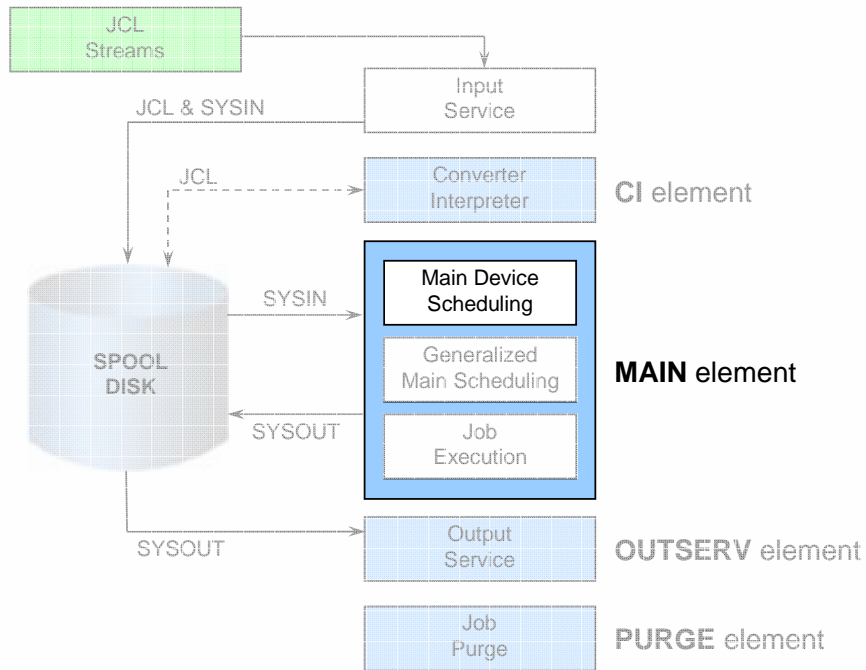 JCL
Streams
Input
Service
JCL & SYSIN
JCL
Converter
Interpreter
CI element
Main Device
Scheduling
SYSIN
SPOOL
DISK
Generalized
Main Scheduling
MAIN element
SYSOUT
Job
Execution
Output
Service
SYSOUT
OUTSERV element
Job
Purge
PURGE element